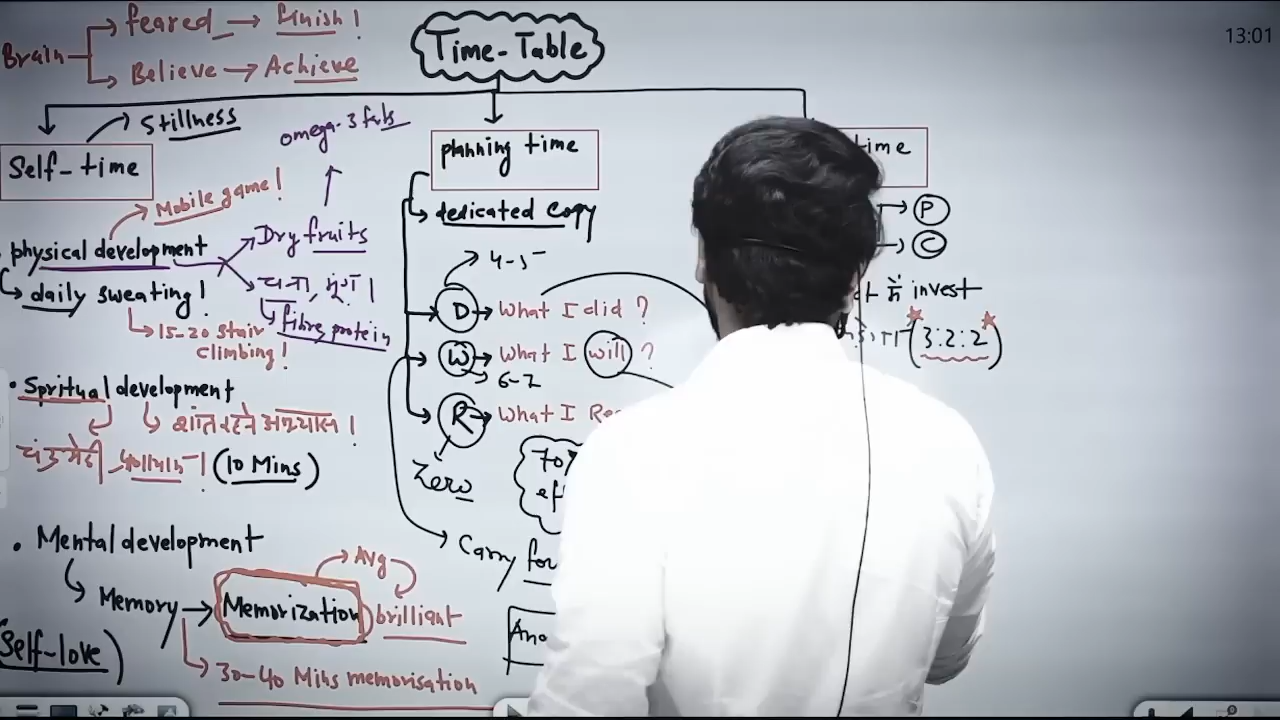 13:01
Time-Table
Brain
feared → Finish !
Believe → Achieve
Self-time
Stillness
physical development
Mobile game!
Dry fruits
omega-3 fats
चना, मूंग ।
fibre protein
daily sweating!
15-20 stair
climbing!
• Spritual development
शांत रहने अभ्यास !
(10 Mins)
• Mental development
Memory → Memorization
Avg
brilliant
30-40 Mins memorisation
(Self-love)
planning time
dedicated copy
4-5
D → What I did ?
W → What I will ?
6-7
R → What I Re
Zero
70%
ef
Carry for
Ano
time
P
C
invest
(3:2:2)